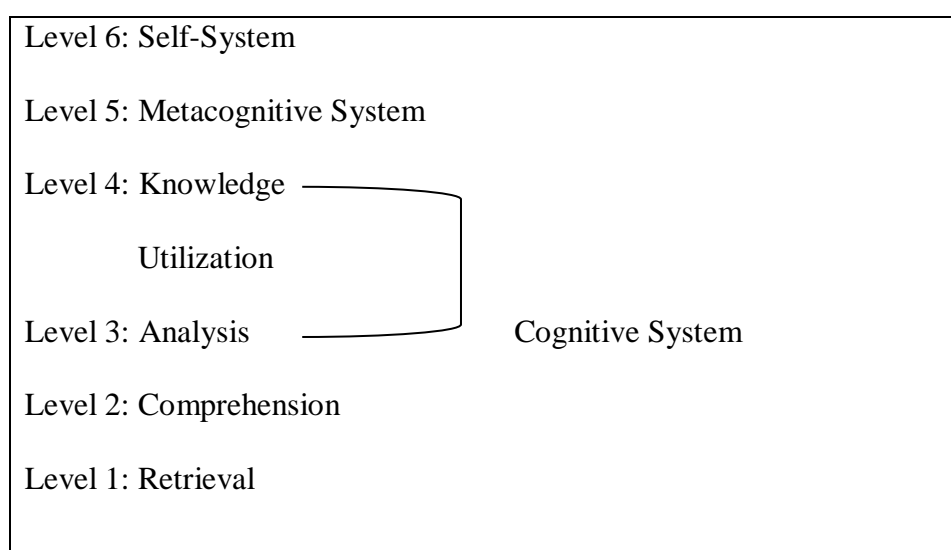 Level 6: Self-System
Level 5: Metacognitive System
Level 4: Knowledge
Utilization
Level 3: Analysis Cognitive System
Level 2: Comprehension
Level 1: Retrieval